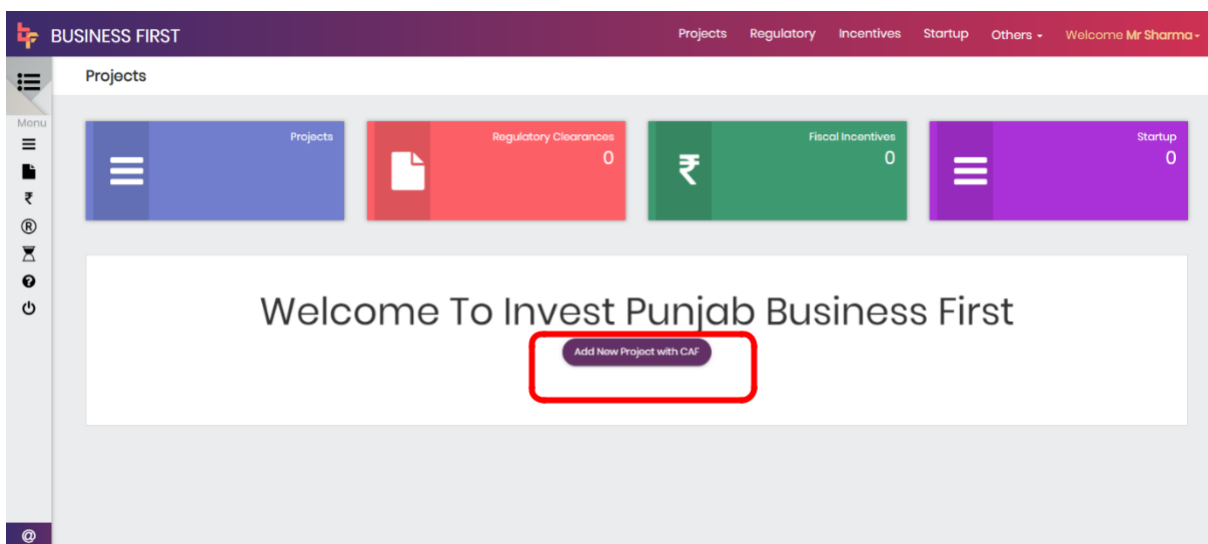 BUSINESS FIRST
Projects Regulatory Incentives Startup Others Welcome Mr Sharma
Projects
Menu
Projects
Regulatory Clearances
0
Fiscal Incentives
0
Startup
0
₹
₹
®
?
Welcome To Invest Punjab Business First
Add New Project with CAF
@